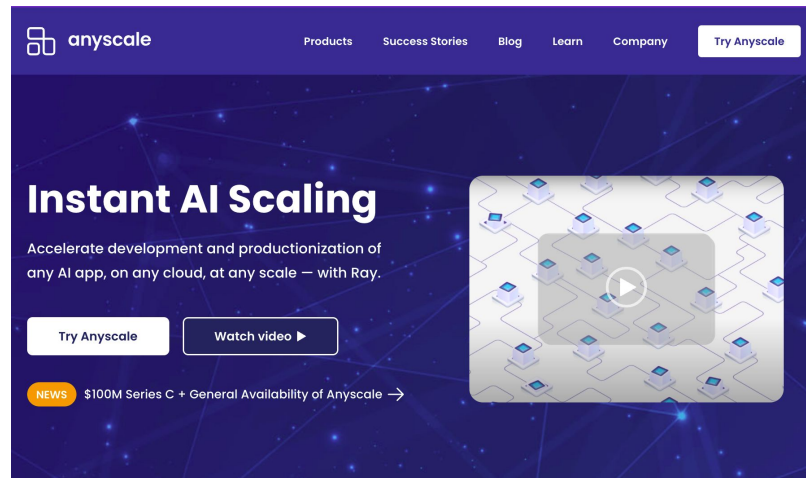 anyscale
Products
Success Stories
Blog
Learn
Company
Try Anyscale
Instant AI Scaling
Accelerate development and productionization of
any AI app, on any cloud, at any scale — with Ray.
Try Anyscale
Watch video
NEWS
$100M Series C + General Availability of Anyscale